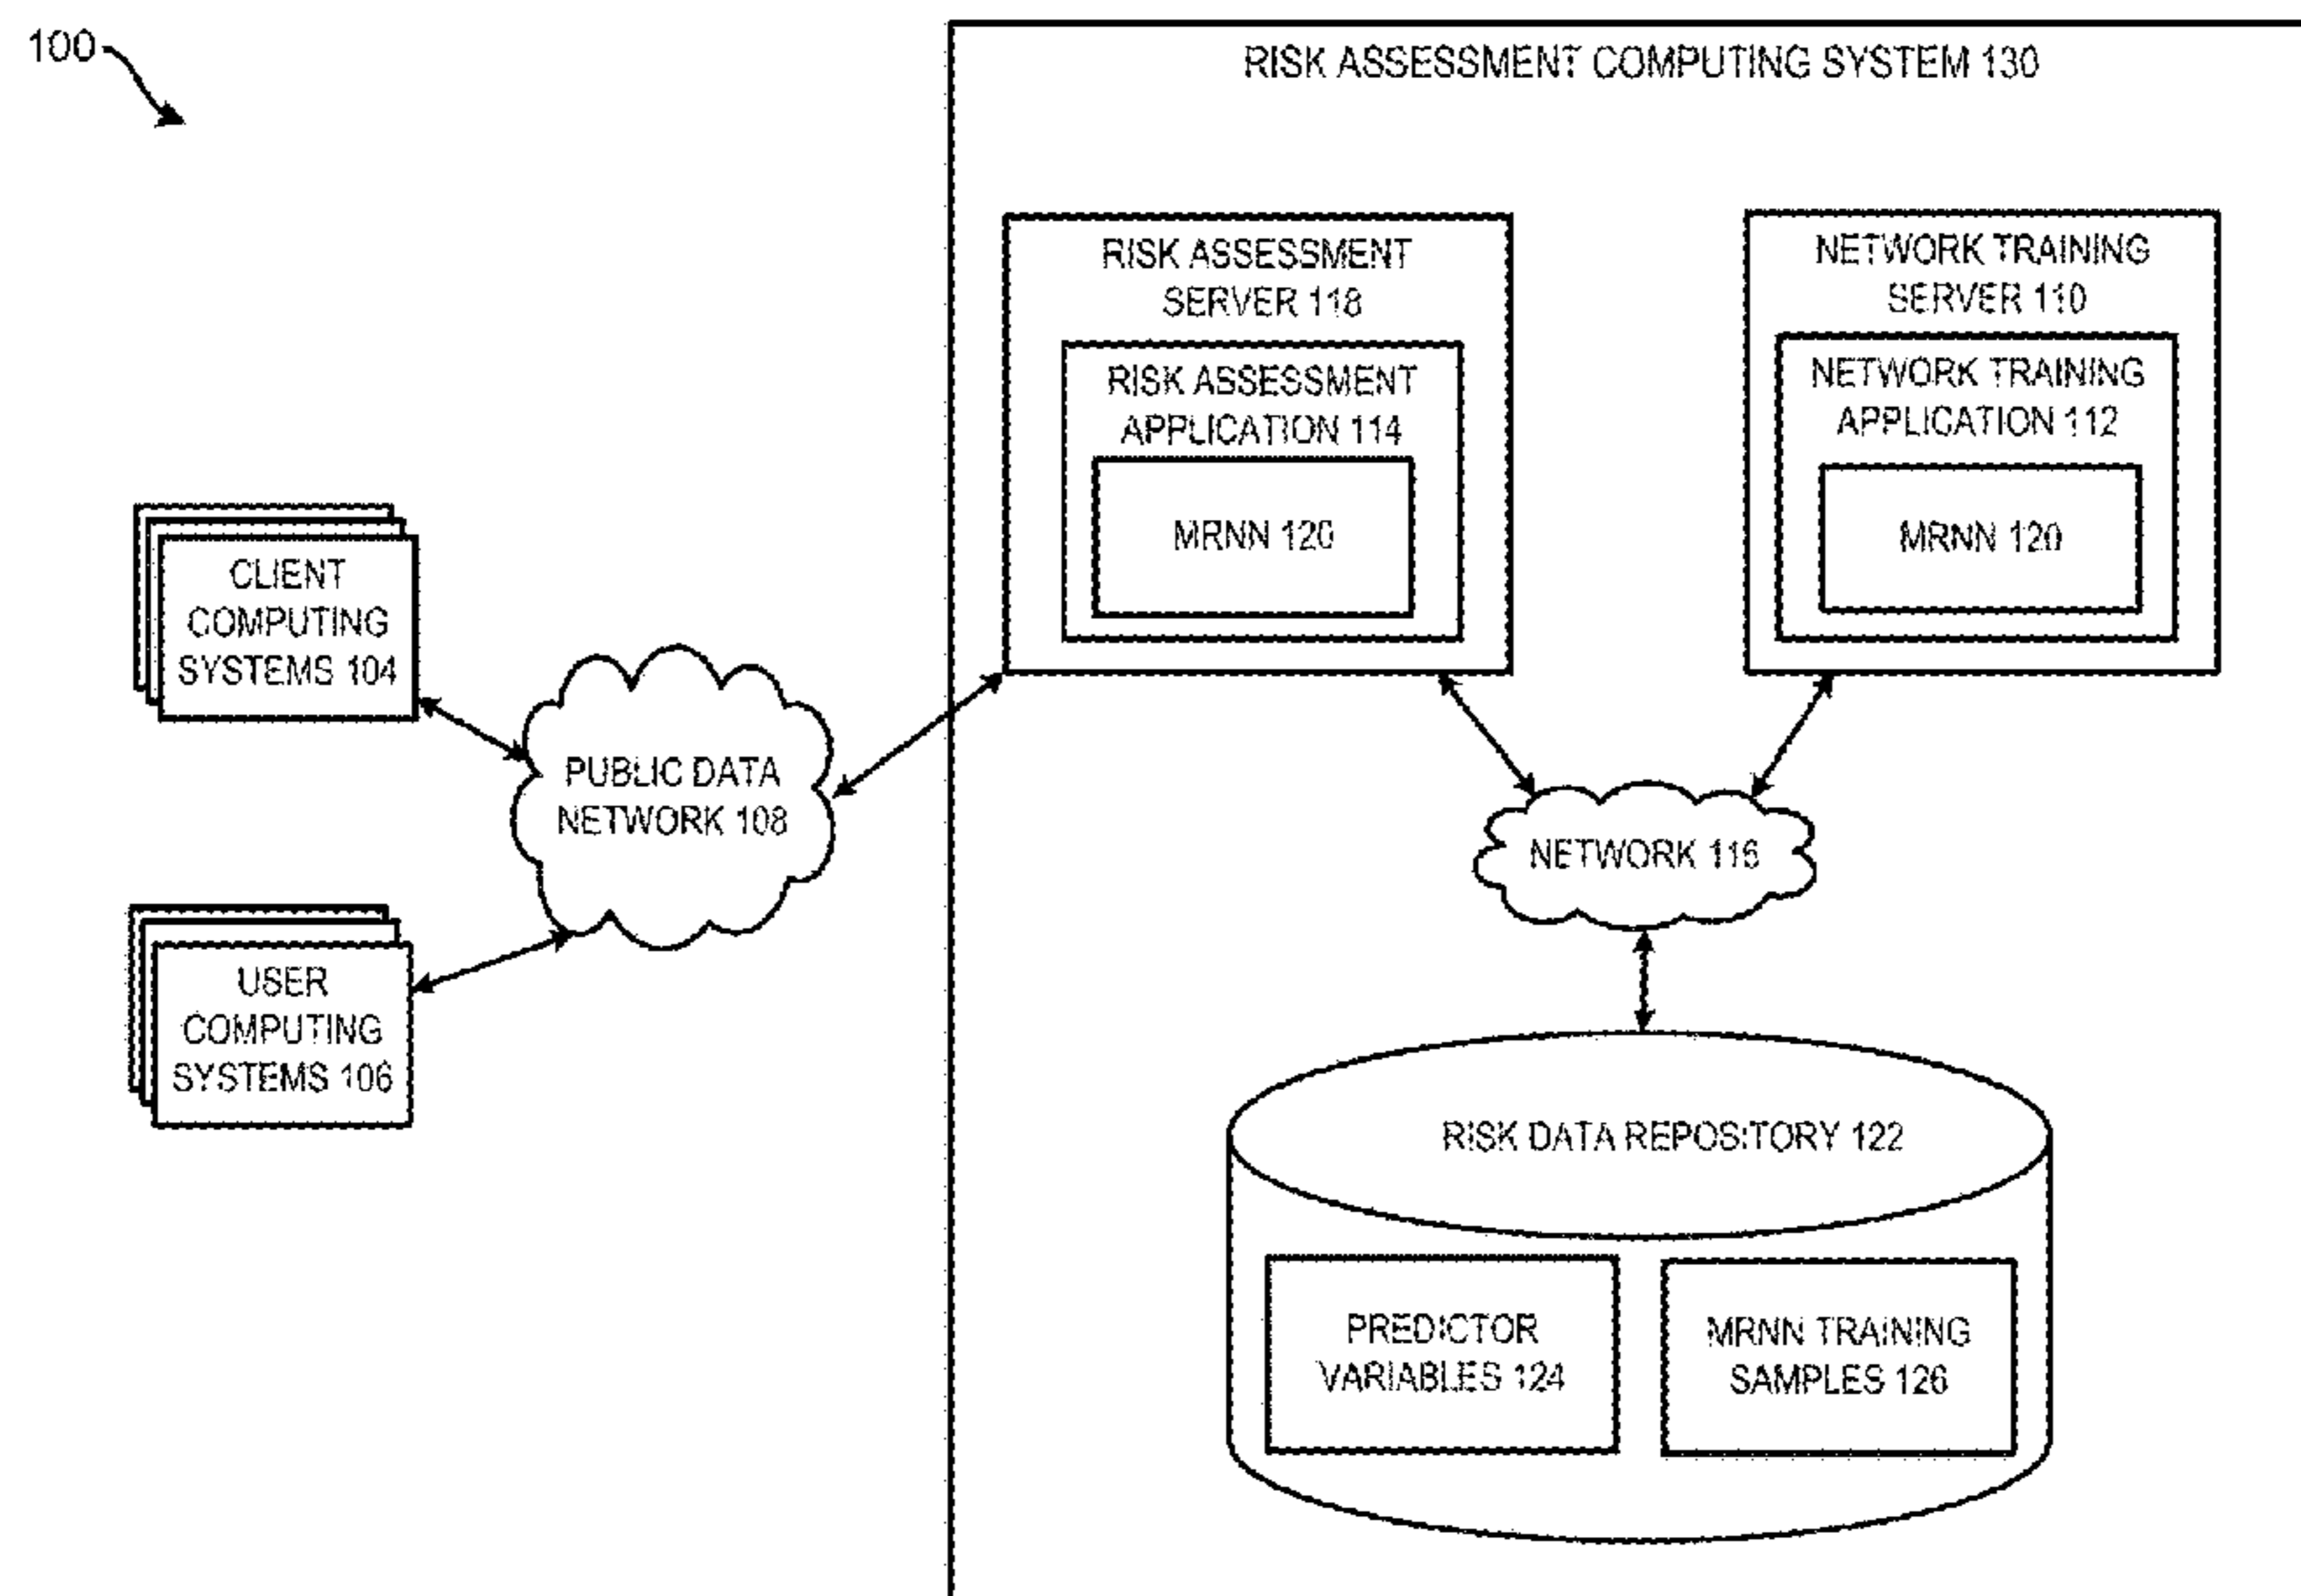 100
RISK ASSESSMENT COMPUTING SYSTEM 130
RISK ASSESSMENT
SERVER 118
RISK ASSESSMENT
APPLICATION 114
MRNN 120
NETWORK TRAINING
SERVER 110
NETWORK TRAINING
APPLICATION 112
MRNN 120
CLIENT
COMPUTING
SYSTEMS 104
PUBLIC DATA
NETWORK 108
NETWORK 116
USER
COMPUTING
SYSTEMS 106
RISK DATA REPOSITORY 122
PREDICTOR
VARIABLES 124
MRNN TRAINING
SAMPLES 126